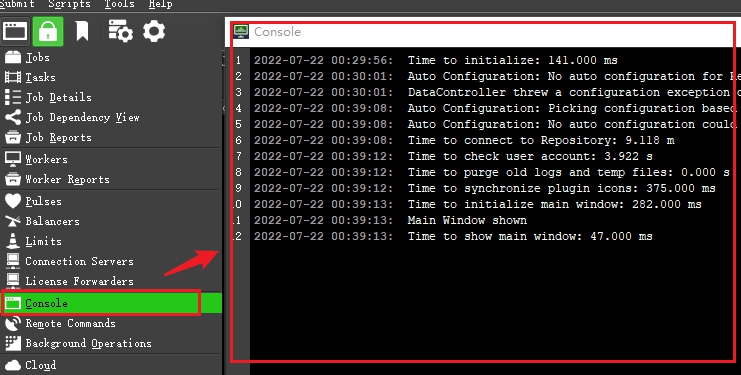 Submit Scripts Tools Help
Jobs
Tasks
Job Details
Job Dependency View
Job Reports
Workers
Worker Reports
Pulses
Balancers
Limits
Connection Servers
License Forwarders
Console
Remote Commands
Background Operations
Cloud
Console
1 2022-07-22 00:29:56: Time to initialize: 141.000 ms
2 2022-07-22 00:30:01: Auto Configuration: No auto configuration for
3 2022-07-22 00:30:01: DataController threw a configuration exception
4 2022-07-22 00:39:08: Auto Configuration: Picking configuration based
5 2022-07-22 00:39:08: Auto Configuration: No auto configuration could
6 2022-07-22 00:39:08: Time to connect to Repository: 9.118 m
7 2022-07-22 00:39:12: Time to check user account: 3.922 s
8 2022-07-22 00:39:12: Time to purge old logs and temp files: 0.000 s
9 2022-07-22 00:39:12: Time to synchronize plugin icons: 375.000 ms
10 2022-07-22 00:39:13: Time to initialize main window: 282.000 ms
11 2022-07-22 00:39:13: Main Window shown
12 2022-07-22 00:39:13: Time to show main window: 47.000 ms